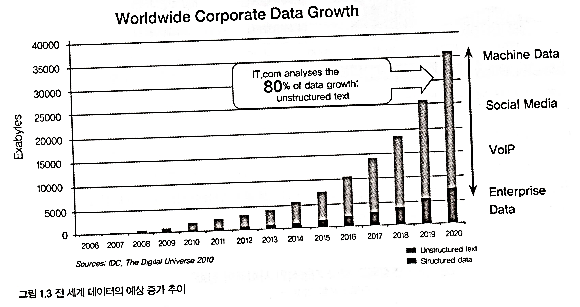 Worldwide Corporate Data Growth
40000
35000
30000
25000
20000
15000
10000
5000
0
Exabyles
IT.com analyses the
80% of data growth:
unstructured text
Machine Data
Social Media
VoIP
Enterprise
Data
2006 2007 2008 2009 2010 2011 2012 2013 2014 2015 2016 2017 2018 2019 2020
Sources: IDC, The Digital Universe 2010
Unstructured text
Structured data
그림 1.3 전 세계 데이터의 예상 증가 추이